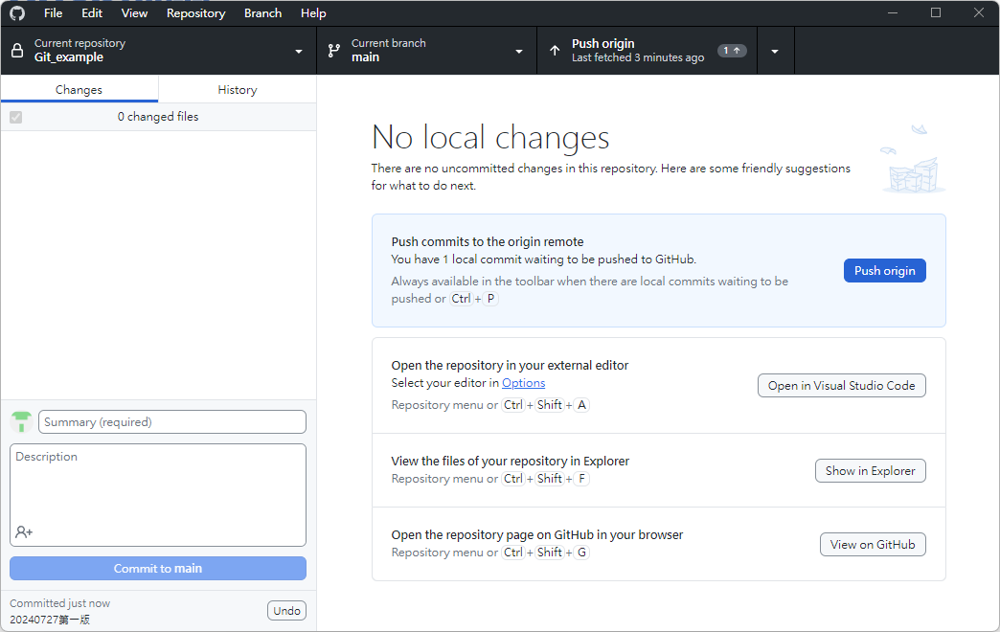 File Edit View Repository Branch Help
Current repository
Git_example
Current branch
main
Push origin
Last fetched 3 minutes ago
1
Changes
History
0 changed files
No local changes
There are no uncommitted changes in this repository. Here are some friendly suggestions
for what to do next.
Push commits to the origin remote
You have 1 local commit waiting to be pushed to GitHub.
Always available in the toolbar when there are local commits waiting to be
pushed or Ctrl + P
Push origin
Open the repository in your external editor
Select your editor in Options
Repository menu or Ctrl + Shift + A
Open in Visual Studio Code
View the files of your repository in Explorer
Repository menu or Ctrl + Shift + F
Show in Explorer
Open the repository page on GitHub in your browser
Repository menu or Ctrl + Shift + G
View on GitHub
Summary (required)
Description
Commit to main
Committed just now
20240727第一版
Undo